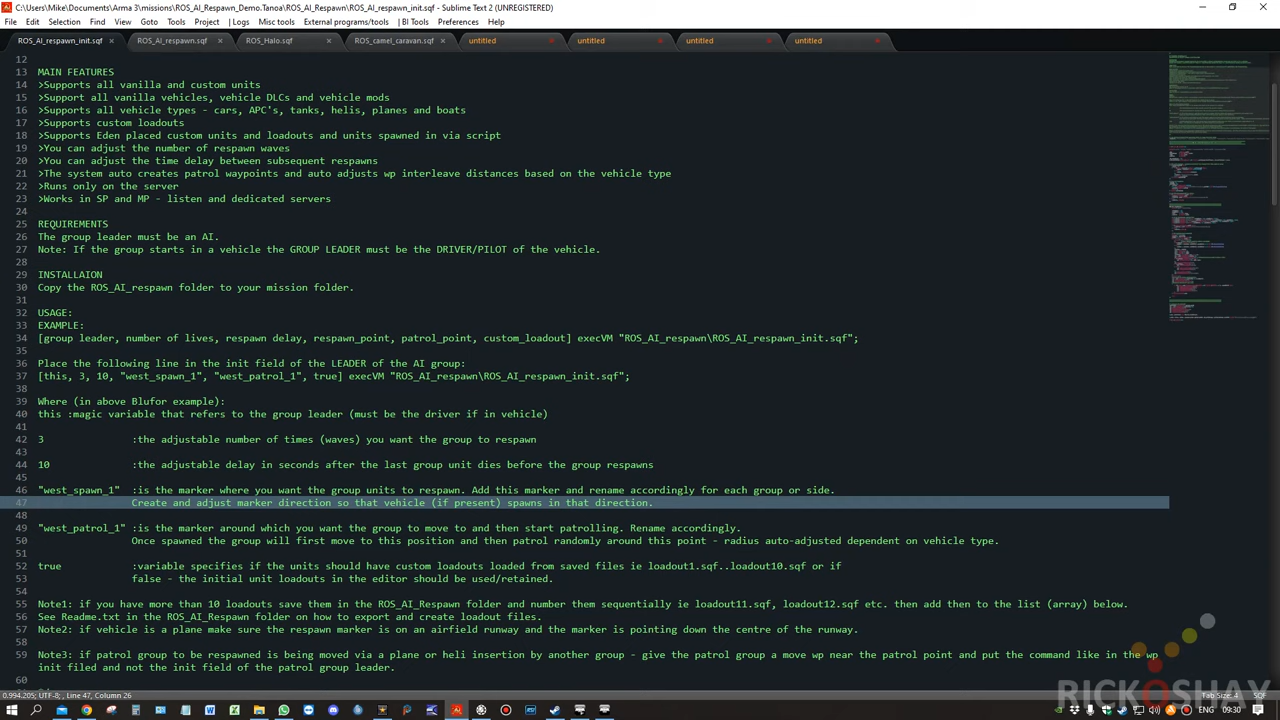 C:\Users\Mike\Documents\Arma 3\missions\ROS_AI_Respawn_Demo.Tanoa\ROS_AI_Respawn\ROS_AI_respawn_init.sqf - Sublime Text 2 (UNREGISTERED)
File Edit Selection Find View Goto Tools Project | Logs Misc tools External programs/tools | BI Tools Preferences Help
ROS_AI_respawn_init.sqf × ROS_AI_respawn.sqf × ROS_Halo.sqf × ROS_camel_caravan.sqf × untitled × untitled × untitled × untitled ×
12
13 MAIN FEATURES
14 >Supports all vanilla and custom units
15 >Support all vanilla vehicles, vehicle DLCs and vehicle mods
16 >Supports all vehicle types - cars, APC's, tanks, helis, planes and boats
17 >Supports custom loadouts
18 >Supports Eden placed custom units and loadouts or units spawned in via script
19 >You can adjust the number of respawn waves
20 >You can adjust the time delay between subsequent respawns
21 >System auto-creates patrol waypoints close to the initial move wp and save the radius based on the vehicle type
22 >Runs only on the server
23 >Works in SP and MP - listen and dedicated servers
24
25 REQUIREMENTS
26 The group leader must be an AI.
27 Note: If the group starts in a vehicle the GROUP LEADER must be the DRIVER/PILOT of the vehicle.
28
29 INSTALLAION
30 Copy the ROS_AI_respawn folder to your mission folder.
31
32 USAGE:
33 EXAMPLE:
34 [group leader, number of lives, respawn delay, respawn_point, patrol_point, custom_loadout] execVM "ROS_AI_respawn\ROS_AI_respawn_init.sqf";
35
36 Place the following line in the init field of the LEADER of the AI group:
37 [this, 3, 10, "west_spawn_1", "west_patrol_1", true] execVM "ROS_AI_respawn\ROS_AI_respawn_init.sqf";
38
39 Where (in above Blufor example):
40 this :magic variable that refers to the group leader (must be the driver if in vehicle)
41
42 3 :the adjustable number of times (waves) you want the group to respawn
43
44 10 :the adjustable delay in seconds after the last group unit dies before the group respawns
45
46 "west_spawn_1" :is the marker where you want the group units to respawn. Add this marker and rename accordingly for each group or side.
47 Create and adjust marker direction so that vehicle (if present) spawns in that direction.
48
49 "west_patrol_1" :is the marker around which you want the group to move to and then start patrolling. Rename accordingly.
50 Once spawned the group will first move to this position and then patrol randomly around this point - radius auto-adjusted dependent on vehicle type.
51
52 true :variable specifies if the units should have custom loadouts loaded from saved files ie loadout1.sqf..loadout10.sqf or if
53 false - the initial unit loadouts in the editor should be used/retained.
54
55 Note1: if you have more than 10 loadouts save them in the ROS_AI_Respawn folder and number them sequentially ie loadout11.sqf, loadout12.sqf etc. then add then to the list (array) below.
56 See Readme.txt in the ROS_AI_Respawn folder on how to export and create loadout files.
57 Note2: if vehicle is a plane make sure the respawn marker is on an airfield runway and the marker is pointing down the centre of the runway.
58
59 Note3: if patrol group to be respawned is being moved via a plane or heli insertion by another group - give the patrol group a move wp near the patrol point and put the command like in the wp
init filed and not the init field of the patrol group leader.
60
RICKOSHAY
0.994.205; UTF-8; , Line 47, Column 26 Tab Size: 4 SQF
ENG 09:30